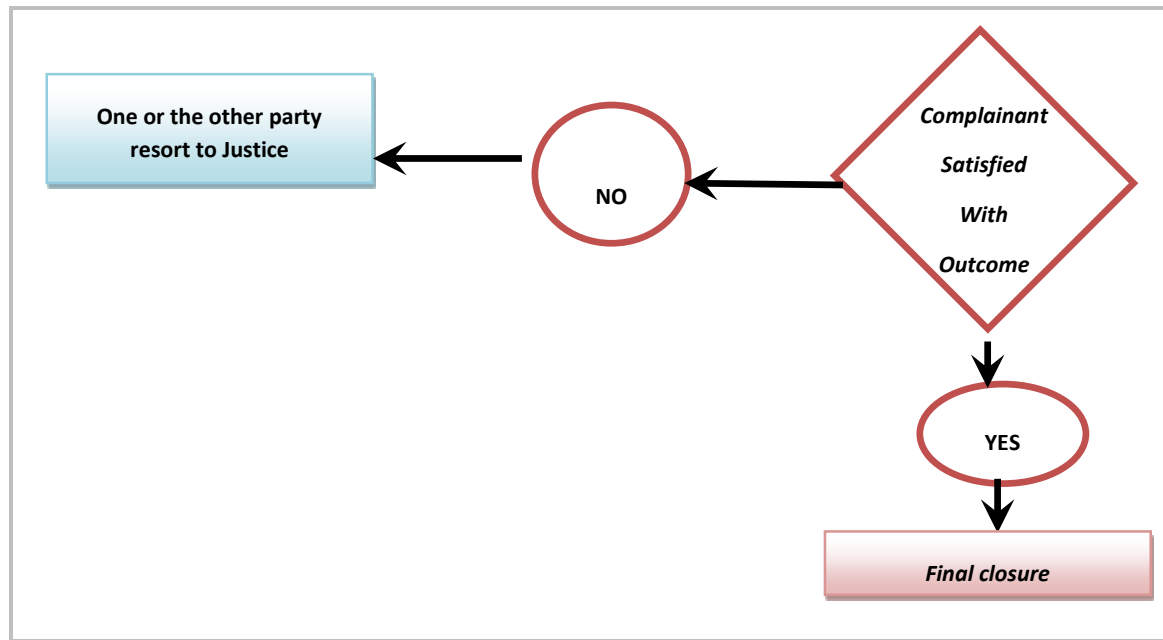 One or the other party
resort to Justice
NO
Complainant
Satisfied
With
Outcome
YES
Final closure